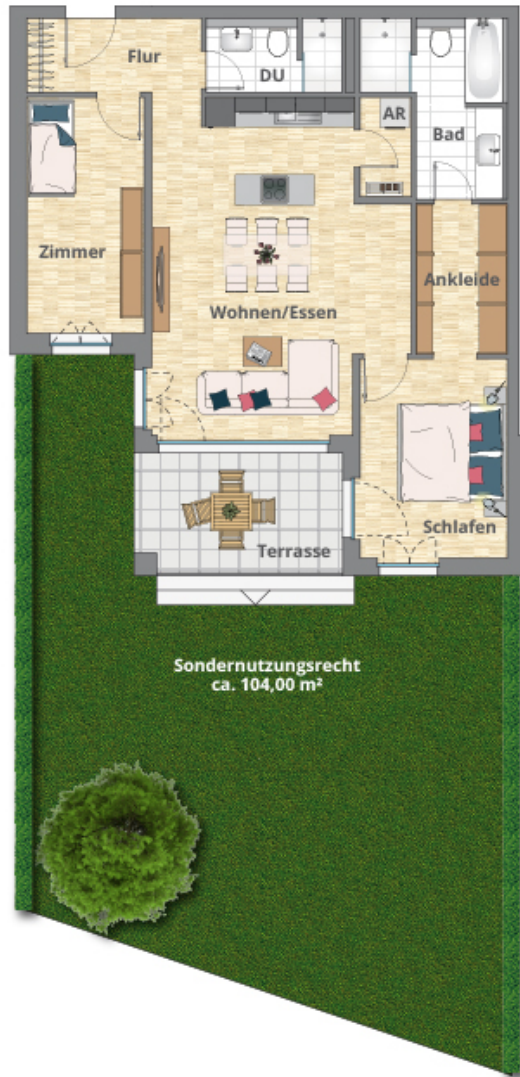 Flur
DU
AR
Bad
Zimmer
Ankleide
Wohnen/Essen
Schlafen
Terrasse
Sondernutzungsrecht
ca. 104,00 m²